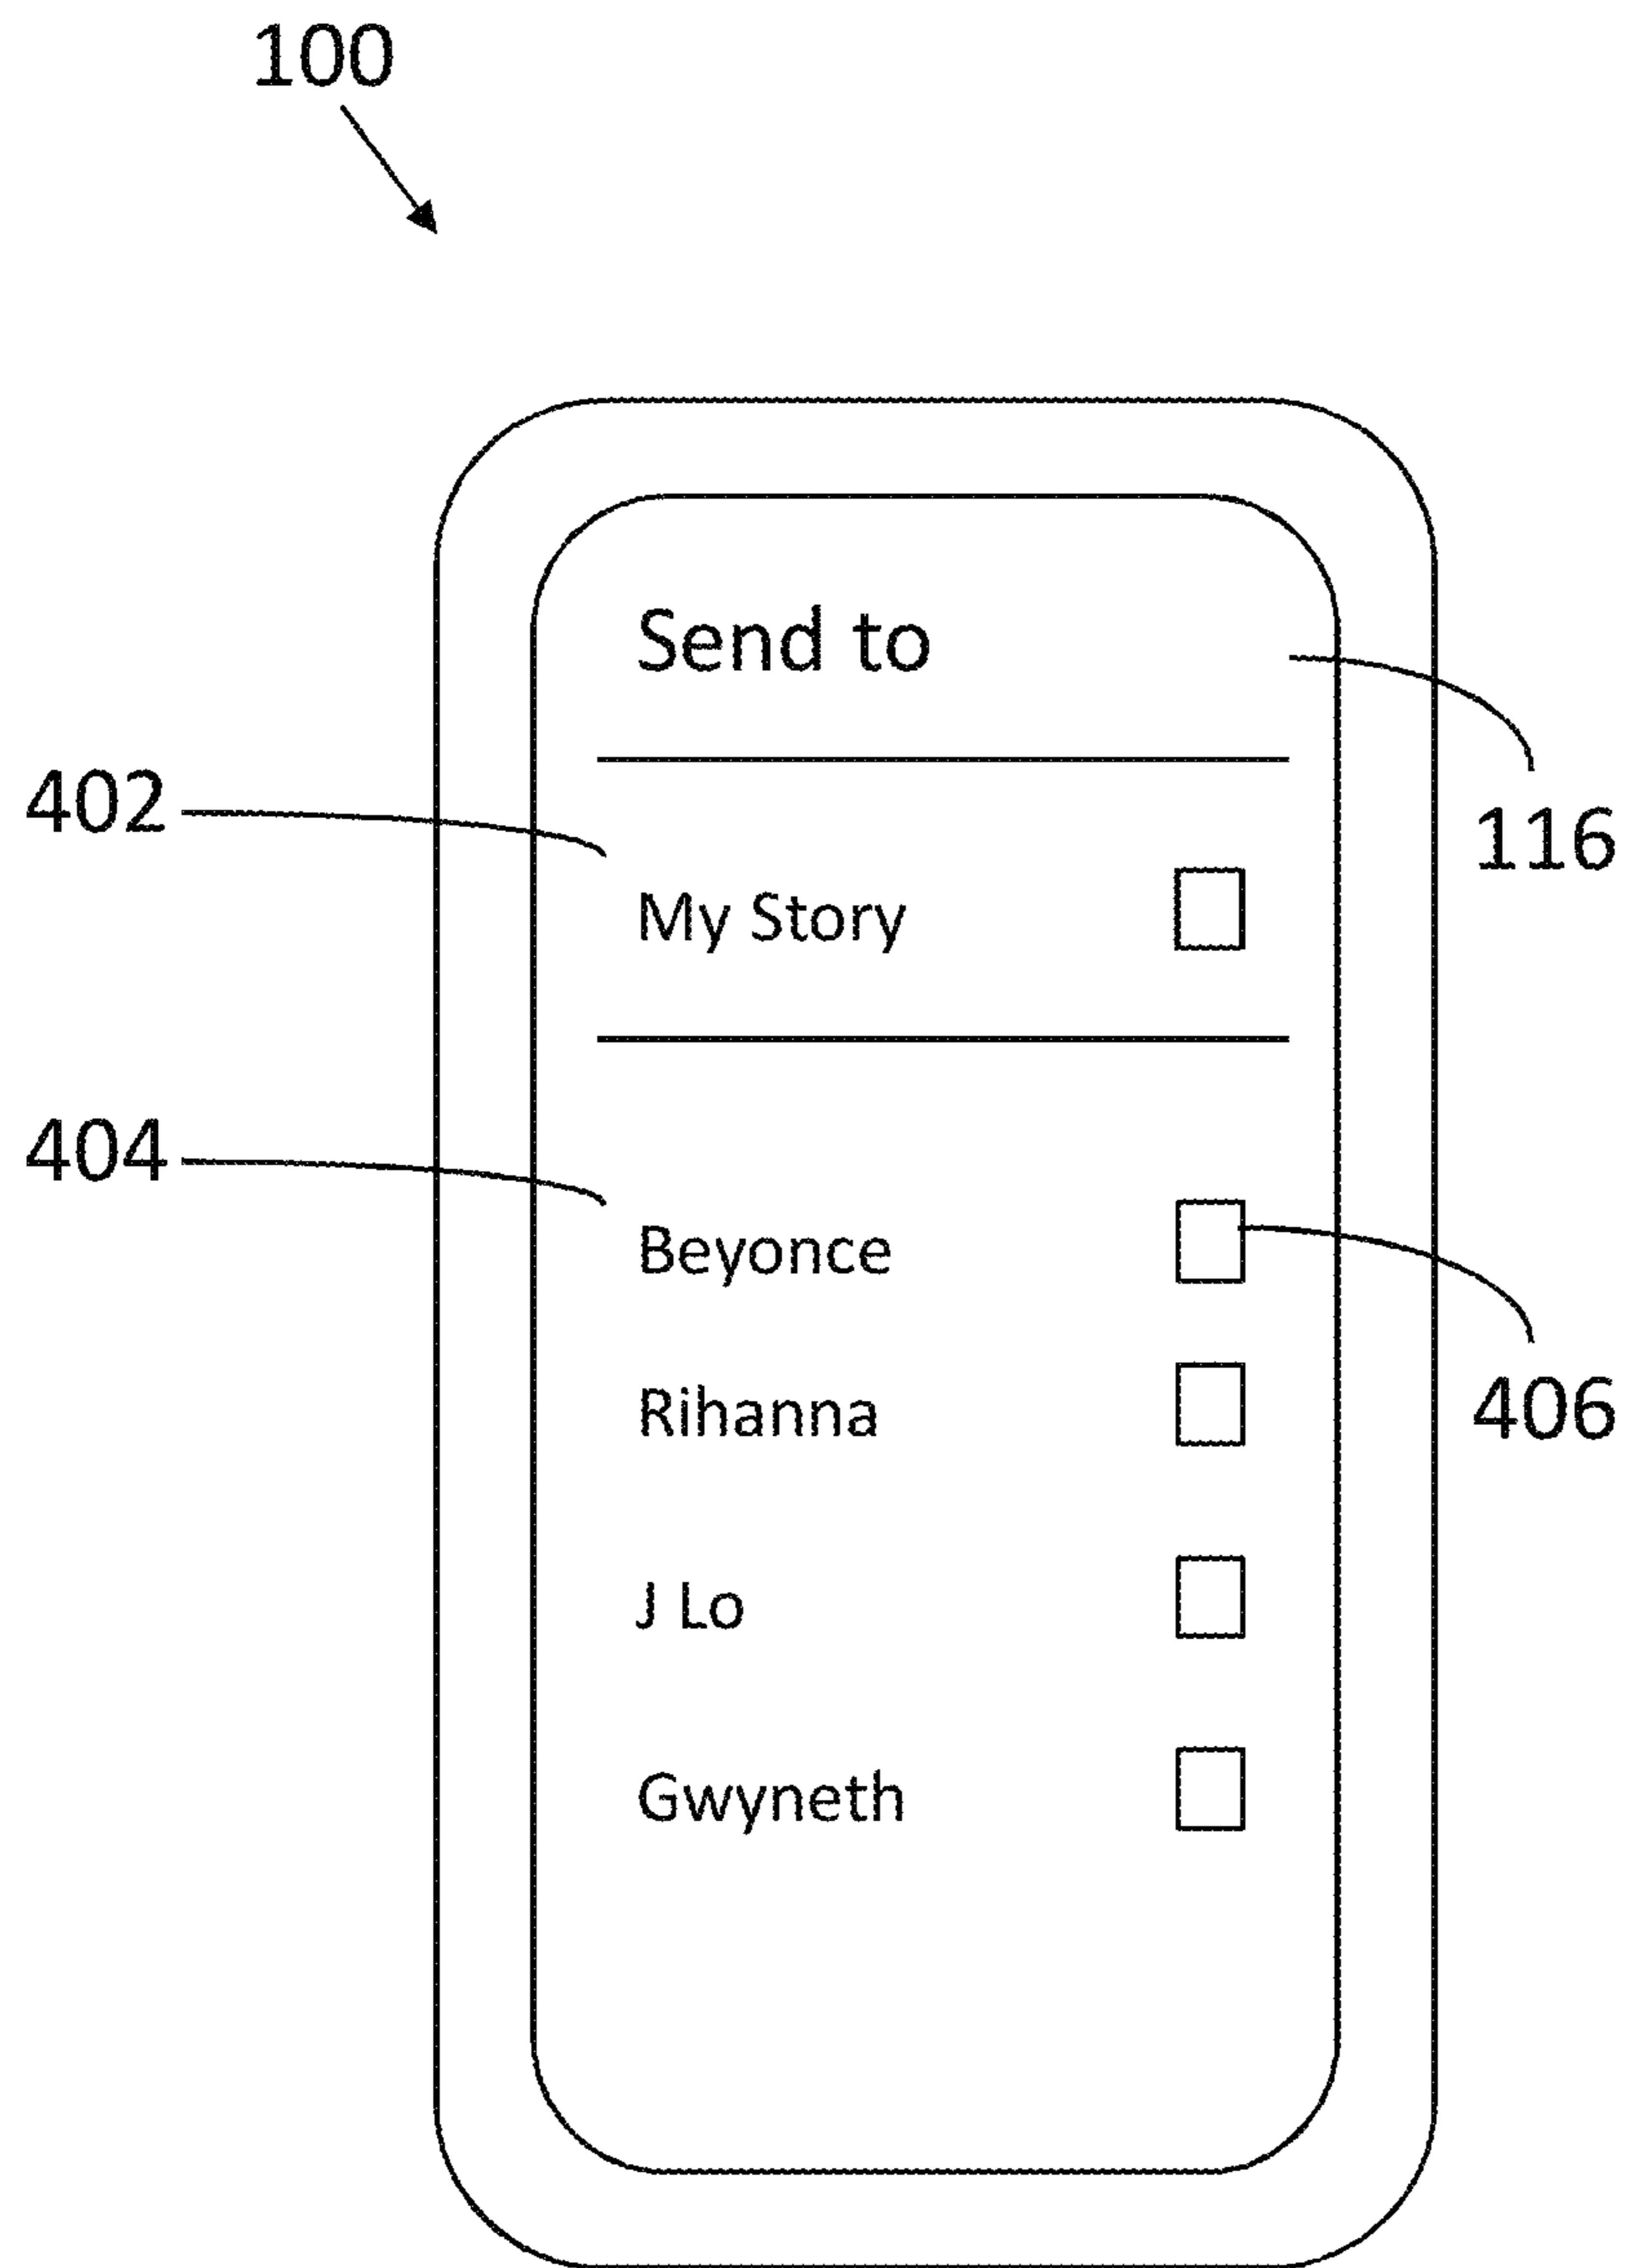 100
Send to
116
402
My Story
404
Beyonce
406
Rihanna
J Lo
Gwyneth